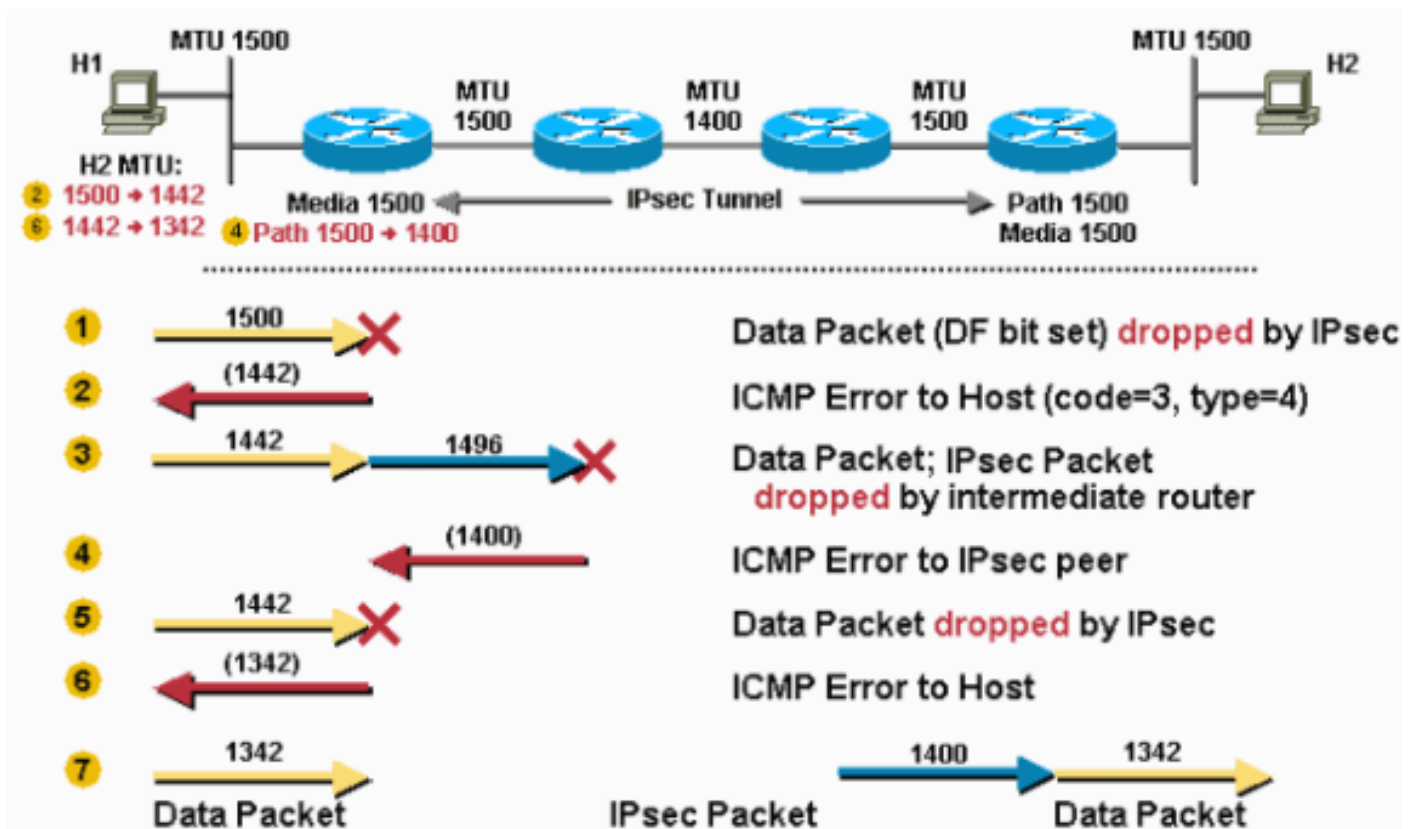 MTU 1500
MTU 1500
H1
H2
MTU
1500
MTU
1400
MTU
1500
H2 MTU:
2 1500 → 1442
6 1442 → 1342
Media 1500
IPsec Tunnel
Path 1500
4 Path 1500 → 1400
Media 1500
1 1500
Data Packet (DF bit set) dropped by IPsec
2 (1442)
ICMP Error to Host (code=3, type=4)
3 1442 1496
Data Packet; IPsec Packet
dropped by intermediate router
4 (1400)
ICMP Error to IPsec peer
5 1442
Data Packet dropped by IPsec
6 (1342)
ICMP Error to Host
7 1342 1400 1342
Data Packet IPsec Packet Data Packet